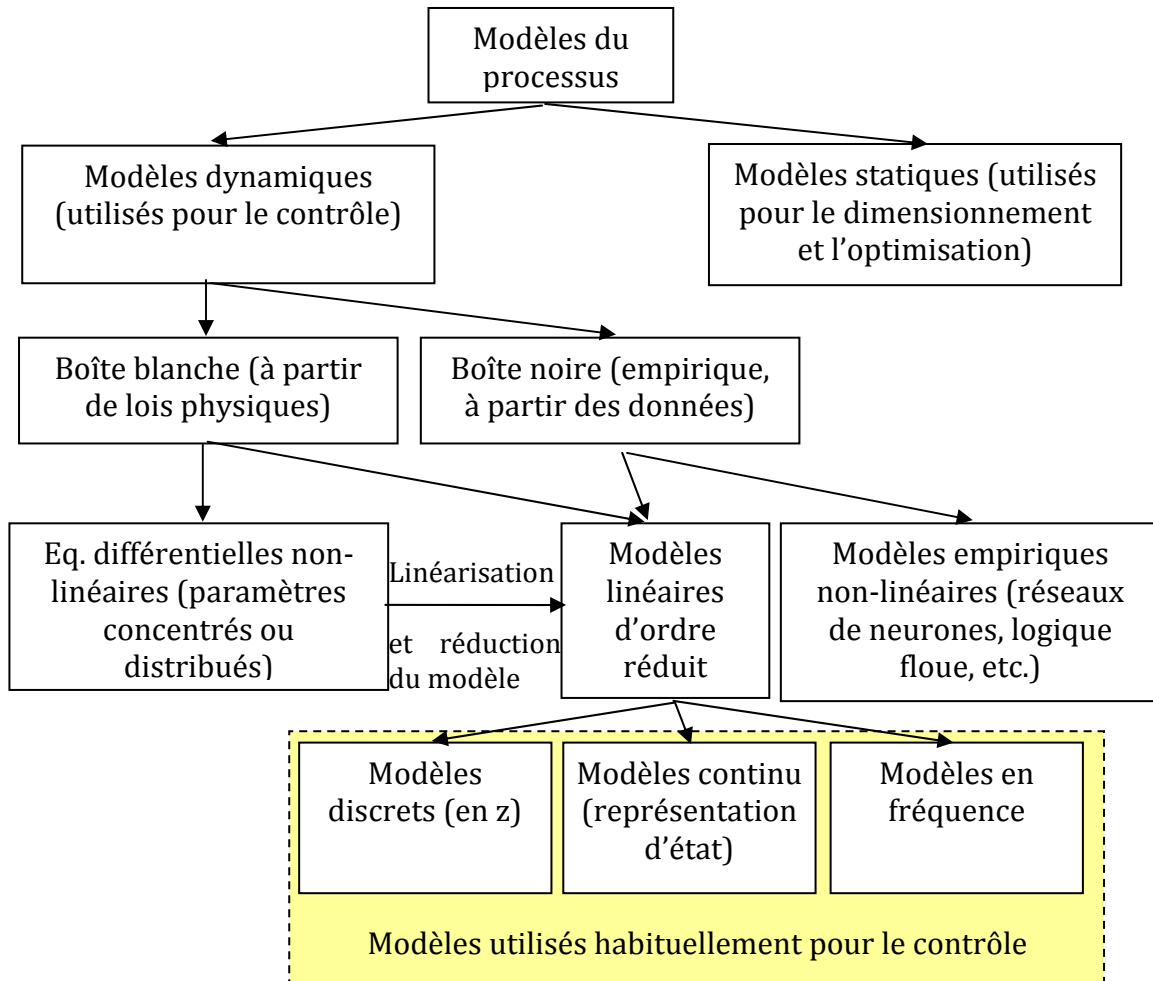 Modèles du
processus
Modèles dynamiques
(utilisés pour le contrôle)
Modèles statiques (utilisés
pour le dimensionnement
et l'optimisation)
Boîte blanche (à partir
de lois physiques)
Boîte noire (empirique,
à partir des données)
Eq. différentielles non-
linéaires (paramètres
concentrés ou
distribués)
Linéarisation
et réduction
du modèle
Modèles
linéaires
d'ordre
réduit
Modèles empiriques
non-linéaires (réseaux
de neurones, logique
floue, etc.)
Modèles
discrets (en z)
Modèles continu
(représentation
d'état)
Modèles en
fréquence
Modèles utilisés habituellement pour le contrôle